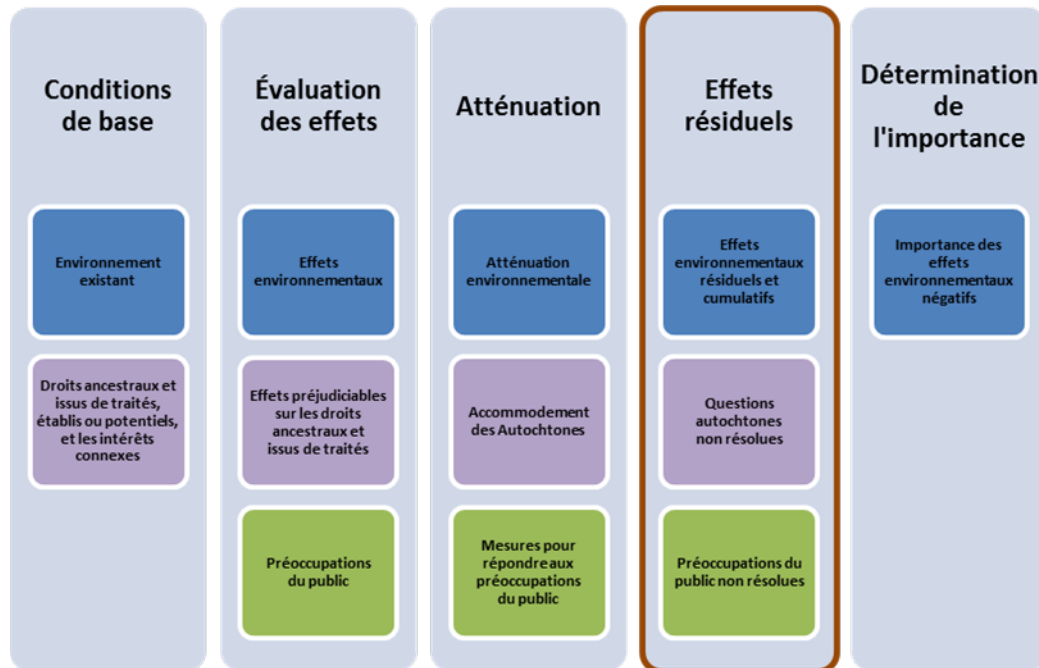 Conditions
de base
Environnement
existant
Droits ancestraux et
issus de traités,
établis ou potentiels,
et les intérêts
connexes
Évaluation
des effets
Effets
environnementaux
Effets préjudiciables
sur les droits
ancestraux et
issus de traités
Préoccupations
du public
Atténuation
Atténuation
environnementale
Accommodement
des Autochtones
Mesures pour
répondre aux
préoccupations
du public
Effets
résiduels
Effets
environnementaux
résiduels et
cumulatifs
Questions
autochtones
non résolues
Préoccupations du
public non résolues
Détermination
de
l'importance
Importance des
effets
environnementaux
négatifs